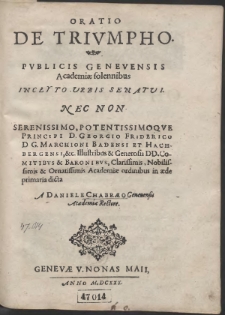 ORATIO
DE TRIVMPHO.
PVBLICIS GENEVENSIS
Academiæ solennibus
INCLYTO VRBIS SENATVI.
NEC NON
SERENISSIMO, POTENTISSIMOQVE
PRINCIPI D. GEORGIO FRIDERICO
D G. MARCHIONI BADENSI ET HACH-
BERGENSI, &c. Illustribus & Generosis DD. Co-
MITIBVS & BARONIBVS, Clarissimis, Nobilis-
simis & Ornatissimis Academiæ ordinibus in æde
primaria dicta
A DANIELE CHABRÆO Genevensis
Academiæ Rectore.
GENEVÆ V. NONAS MAII,
ANNO M.DCXX.
47014